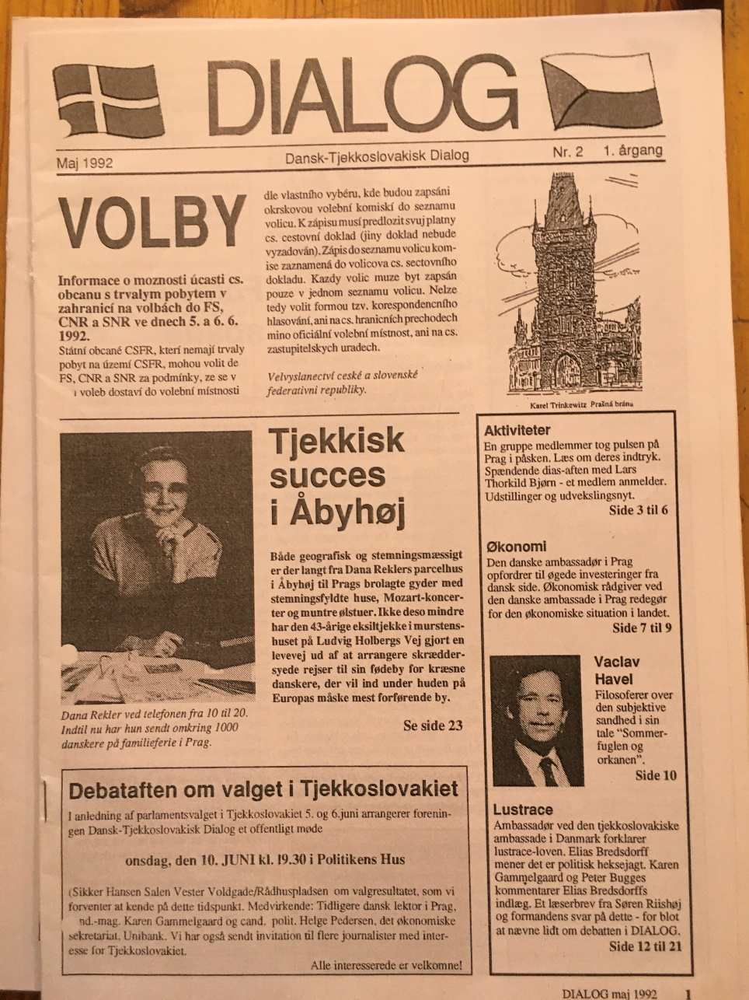 DIALOG
Maj 1992
Dansk-Tjekkoslovakisk Dialog
Nr. 2
1. årgang
VOLBY
Informace o moznosti úcasti cs.
obcanu s trvalym pobytem v
zahranicí na volbách do FS,
CNR a SNR ve dnech 5. a 6. 6.
1992.
Státní obcané CSFR, kterí nemají trvaly
pobyt na území CSFR, mohou volit de
FS, CNR a SNR za podmínky, ze se v
voleb dostaví do volební místnosti
dle vlastního vybéru, kde budou zapsáni
okrskovou volební komiskí do seznamu
volicu. K zápisu musí predlozit svuj platny
cs. cestovní doklad (jiny doklad nebude
vyzadován). Zápis do seznamu volicu kom-
ise zaznamená do volicova cs. sectovního
dokladu. Kazdy volic muze byt zapsán
pouze v jednom seznamu volicu. Nelze
tedy volit formou tzv. korespondencního
hlasování, ani na cs. hranicních prechodech
mino oficiální volební místnost, ani na cs.
zastupitelskych uradech.
Velvyslanectví ceské a slovenské
federativni republiky.
Karel Trinkewitz Prašná brána
Tjekkisk
succes
i Åbyhøj
Både geografisk og stemningsmæssigt
er der langt fra Dana Reklers parcelhus
i Åbyhøj til Prags brolagte gyder med
stemningsfyldte huse, Mozart-koncer-
ter og muntre ølstuer. Ikke deso mindre
har den 43-årige eksiltjekke i murstens-
huset på Ludvig Holbergs Vej gjort en
levevej ud af at arrangere skrædder-
syede rejser til sin fødeby for kræsne
danskere, der vil ind under huden på
Europas måske mest forførende by.
Se side 23
Dana Rekler ved telefonen fra 10 til 20.
Indtil nu har hun sendt omkring 1000
danskere på familieferie i Prag.
Debataften om valget i Tjekkoslovakiet
I anledning af parlamentsvalget i Tjekkoslovakiet 5. og 6.juni arrangerer forenin-
gen Dansk-Tjekkoslovakisk Dialog et offentligt møde
onsdag, den 10. JUNI kl. 19.30 i Politikens Hus
(Sikker Hansen Salen Vester Voldgade/Rådhuspladsen om valgresultatet, som vi
forventer at kende på dette tidspunkt. Medvirkende: Tidligere dansk lektor i Prag,
nd.-mag. Karen Gammelgaard og cand. polit. Helge Pedersen, det økonomiske
sekretariat, Unibank. Vi har også sendt invitation til flere journalister med inter-
esse for Tjekkoslovakiet.
Alle interesserede er velkomne!
Aktiviteter
En gruppe medlemmer tog pulsen på
Prag i påsken. Læs om deres indtryk.
Spændende dias-aften med Lars
Thorkild Bjørn - et medlem anmelder.
Udstillinger og udvekslingsnyt.
Side 3 til 6
Økonomi
Den danske ambassadør i Prag
opfordrer til øgede investeringer fra
dansk side. Økonomisk rådgiver ved
den danske ambassade i Prag redegør
for den økonomiske situation i landet.
Side 7 til 9
Vaclav
Havel
Filosoferer over
den subjektive
sandhed i sin
tale “Sommer-
fuglen og
orkanen”.
Side 10
Lustrace
Ambassadør ved den tjekkoslovakiske
ambassade i Danmark forklarer
lustrace-loven. Elias Bredsdorff
mener det er politisk heksejagt. Karen
Gammelgaard og Peter Bugges
kommentarer Elias Bredsdorffs
indlæg. Et læserbrev fra Søren Riishøj
og formandens svar på dette - for blot
at nævne lidt om debatten i DIALOG.
Side 12 til 21
DIALOG maj 1992
1